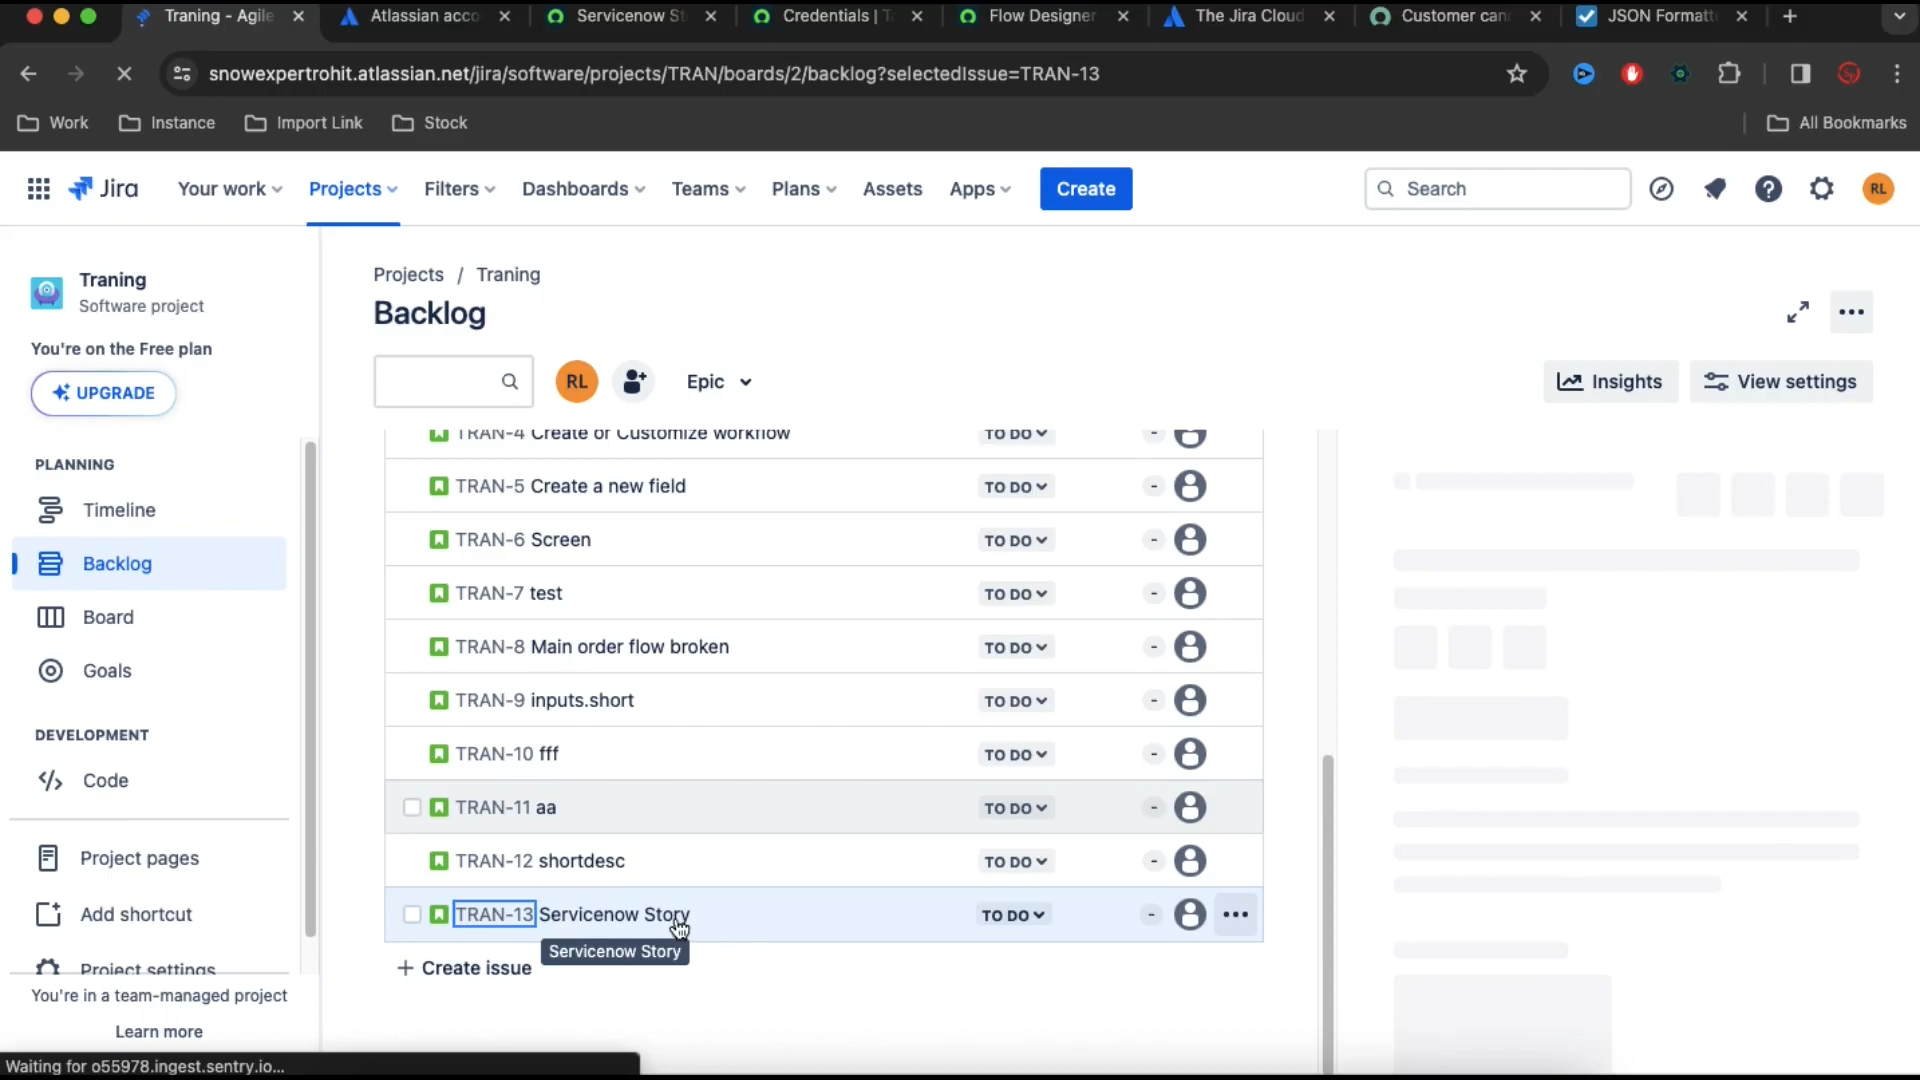 Traning - Agile
Atlassian acco
Servicenow St
Credentials | Ta
Flow Designer
The Jira Cloud
Customer cann
JSON Formatte
snowexpertrohit.atlassian.net/jira/software/projects/TRAN/boards/2/backlog?selectedIssue=TRAN-13
Work
Instance
Import Link
Stock
All Bookmarks
Jira
Your work
Projects
Filters
Dashboards
Teams
Plans
Assets
Apps
Create
Search
RL
Traning
Software project
You're on the Free plan
UPGRADE
PLANNING
Timeline
Backlog
Board
Goals
DEVELOPMENT
Code
Project pages
Add shortcut
Project settings
You're in a team-managed project
Learn more
Projects / Traning
Backlog
RL
Epic
Insights
View settings
TRAN-4 Create or Customize workflow TO DO -
TRAN-5 Create a new field TO DO -
TRAN-6 Screen TO DO -
TRAN-7 test TO DO -
TRAN-8 Main order flow broken TO DO -
TRAN-9 inputs.short TO DO -
TRAN-10 fff TO DO -
TRAN-11 aa TO DO -
TRAN-12 shortdesc TO DO -
TRAN-13 Servicenow Story TO DO -
Servicenow Story
+ Create issue
Waiting for o55978.ingest.sentry.io...